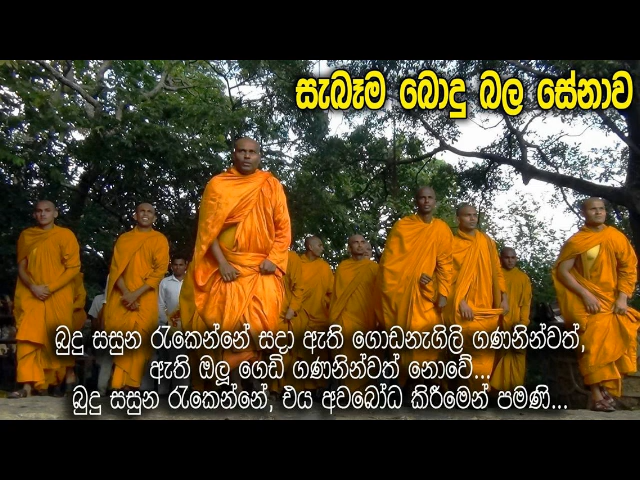 සැබෑම බොදු බල සේනාව
බුදු සසුන රැකෙන්නේ සදා ඇති ගොඩනැගිලි ගණනින්වත්,
ඇති ඔලූ ගෙඩි ගණනින්වත් නොවේ...
බුදු සසුන රැකෙන්නේ, එය අවබෝධ කිරීමෙන් පමණි...